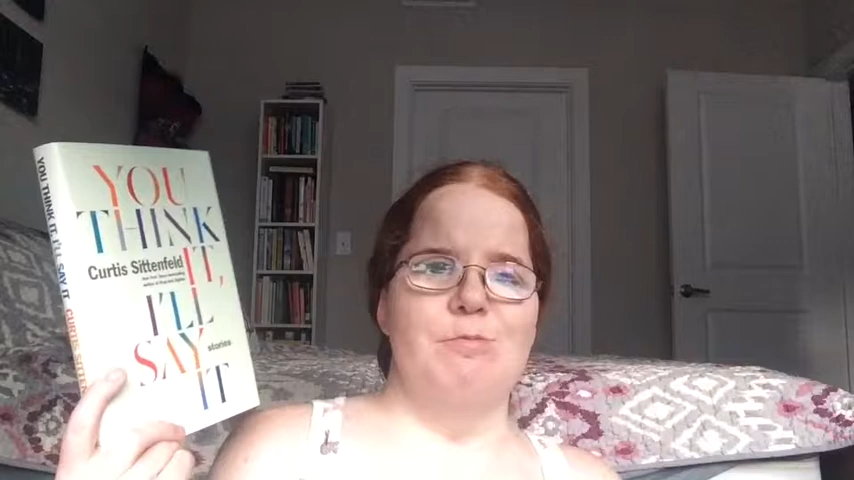 YOU
THINK
IT,
Curtis Sittenfeld
I'LL
SAY
stories
IT
YOU THINK IT, I'LL SAY IT